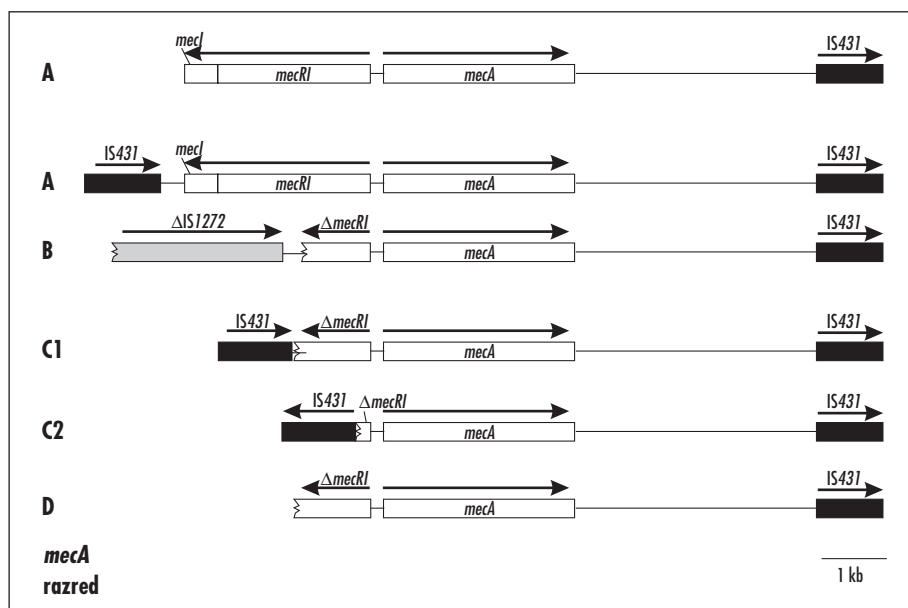 mecI IS431
A mecRI mecA
IS431 mecI IS431
A mecRI mecA
ΔIS1272 ΔmecRI IS431
B mecA
IS431 ΔmecRI IS431
C1 mecA
IS431 ΔmecRI IS431
C2 mecA
ΔmecRI IS431
D mecA
mecA
razred
1 kb